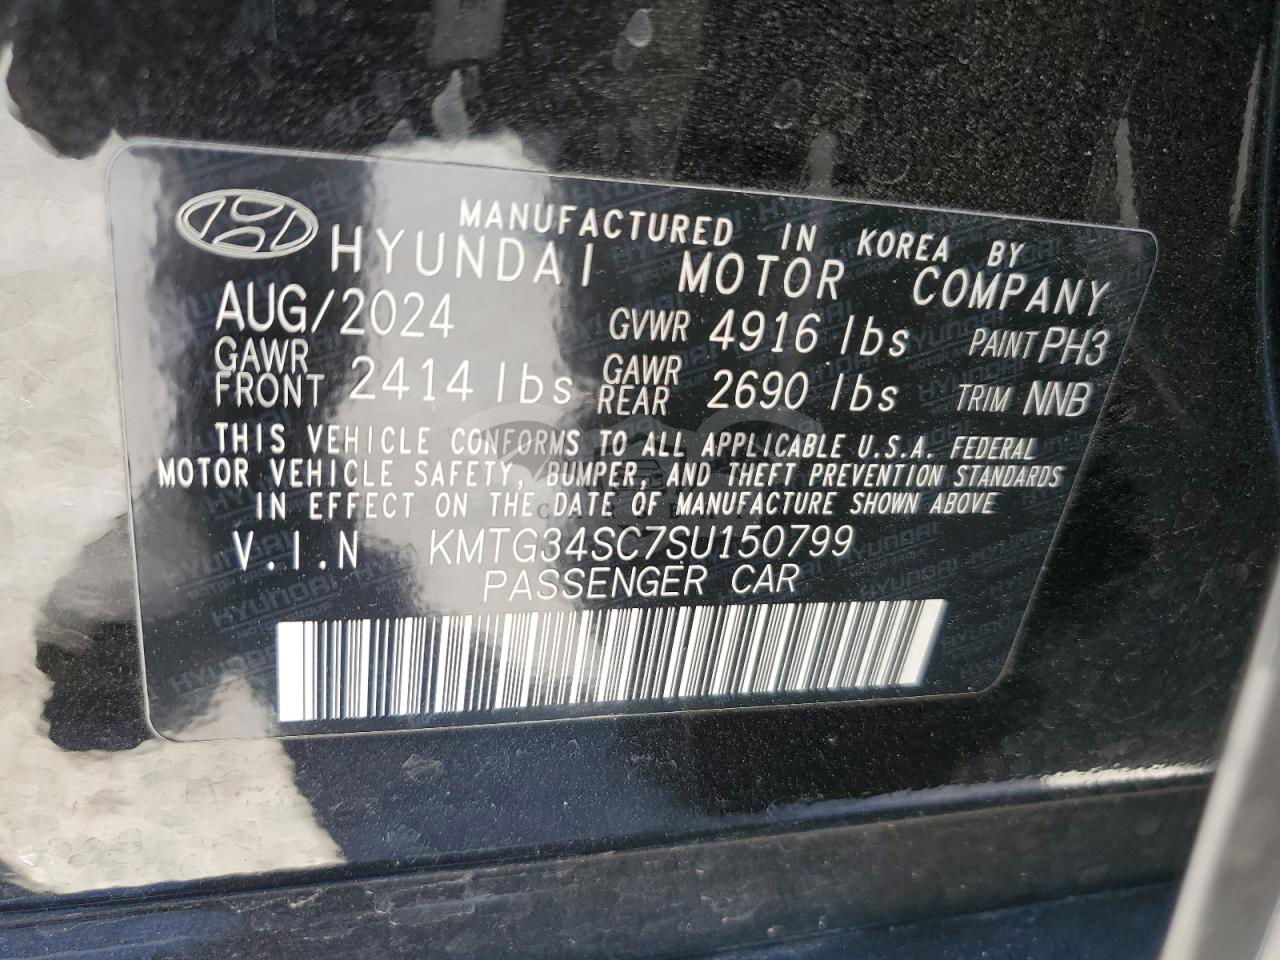 MANUFACTURED IN KOREA BY
HYUNDAI MOTOR COMPANY
AUG/2024 GVWR 4916 lbs PAINT PH3
GAWR FRONT 2414 lbs GAWR REAR 2690 lbs TRIM NNB
THIS VEHICLE CONFORMS TO ALL APPLICABLE U.S.A. FEDERAL
MOTOR VEHICLE SAFETY, BUMPER, AND THEFT PREVENTION STANDARDS
IN EFFECT ON THE DATE OF MANUFACTURE SHOWN ABOVE
V.I.N KMTG34SC7SU150799
PASSENGER CAR